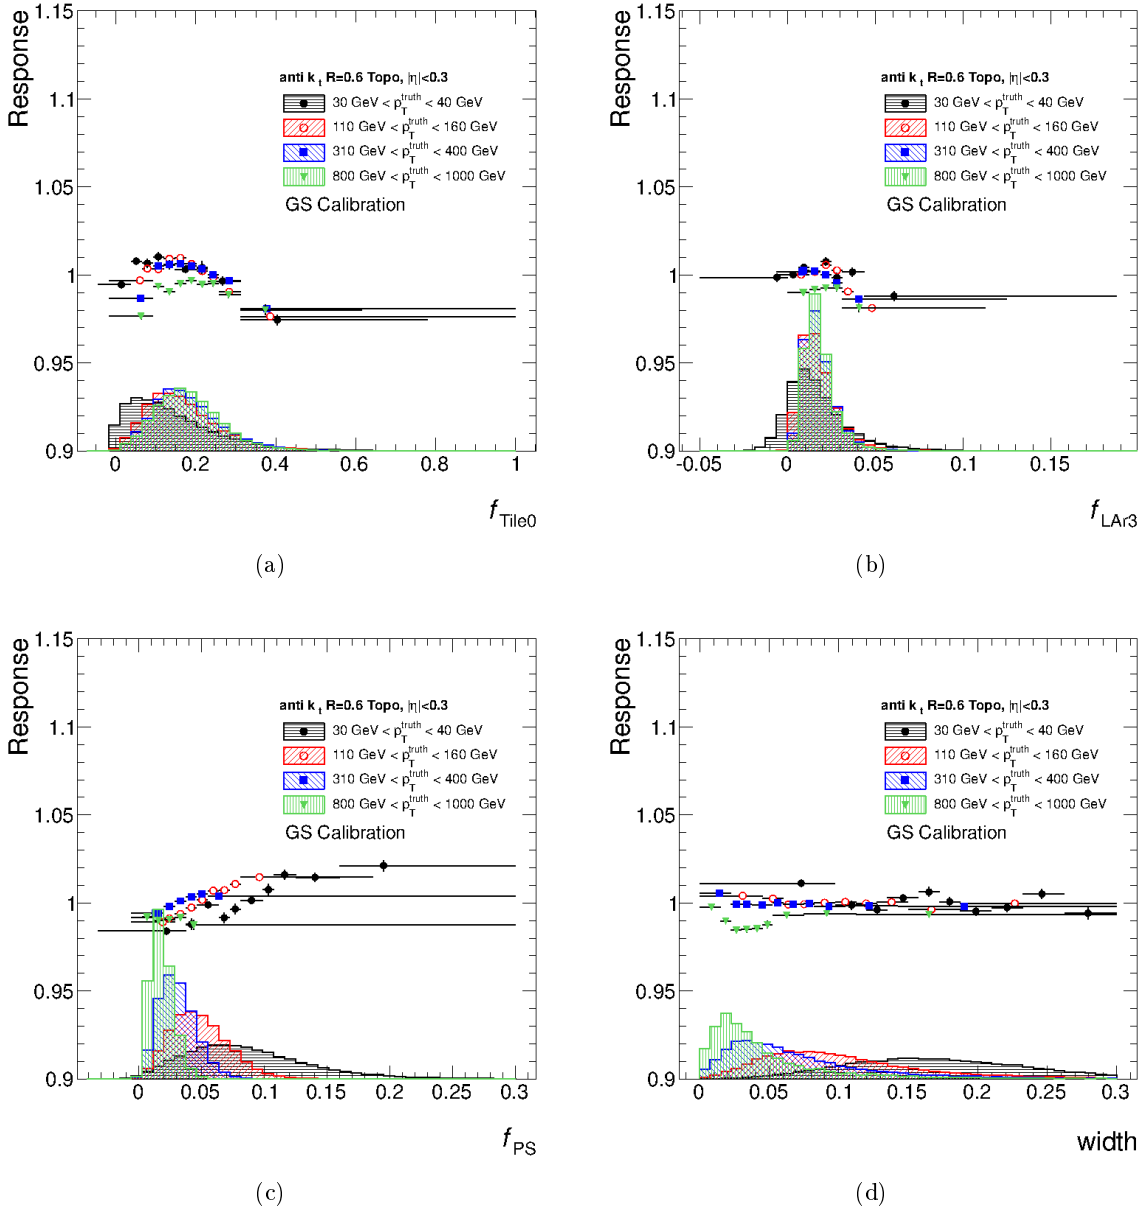 Response
1.15
1.1
1.05
1
0.95
0.9
anti k t R=0.6 Topo, |η|<0.3
30 GeV < p_T^truth < 40 GeV
110 GeV < p_T^truth < 160 GeV
310 GeV < p_T^truth < 400 GeV
800 GeV < p_T^truth < 1000 GeV
GS Calibration
0 0.2 0.4 0.6 0.8 1
f_Tile0
(a)
Response
1.15
1.1
1.05
1
0.95
0.9
anti k t R=0.6 Topo, |η|<0.3
30 GeV < p_T^truth < 40 GeV
110 GeV < p_T^truth < 160 GeV
310 GeV < p_T^truth < 400 GeV
800 GeV < p_T^truth < 1000 GeV
GS Calibration
-0.05 0 0.05 0.1 0.15
f_LAr3
(b)
Response
1.15
1.1
1.05
1
0.95
0.9
anti k t R=0.6 Topo, |η|<0.3
30 GeV < p_T^truth < 40 GeV
110 GeV < p_T^truth < 160 GeV
310 GeV < p_T^truth < 400 GeV
800 GeV < p_T^truth < 1000 GeV
GS Calibration
0 0.05 0.1 0.15 0.2 0.25 0.3
f_PS
(c)
Response
1.15
1.1
1.05
1
0.95
0.9
anti k t R=0.6 Topo, |η|<0.3
30 GeV < p_T^truth < 40 GeV
110 GeV < p_T^truth < 160 GeV
310 GeV < p_T^truth < 400 GeV
800 GeV < p_T^truth < 1000 GeV
GS Calibration
0 0.05 0.1 0.15 0.2 0.25 0.3
width
(d)